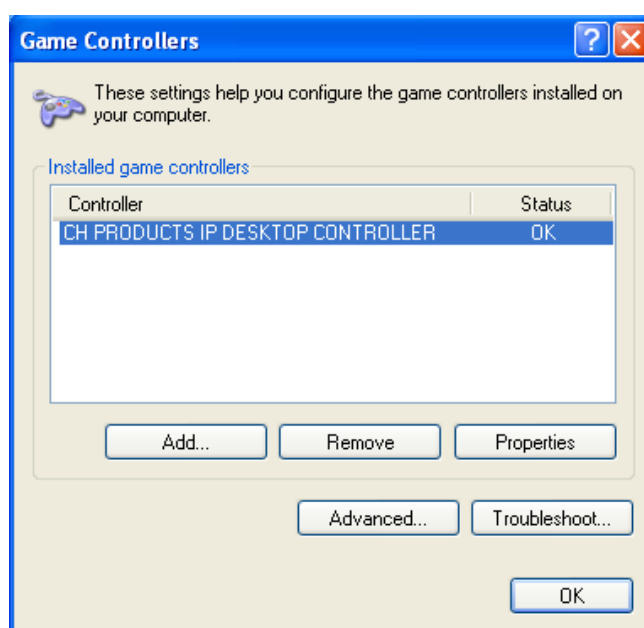 Game Controllers
These settings help you configure the game controllers installed on
your computer.
Installed game controllers
Controller Status
CH PRODUCTS IP DESKTOP CONTROLLER OK
Add... Remove Properties
Advanced... Troubleshoot...
OK